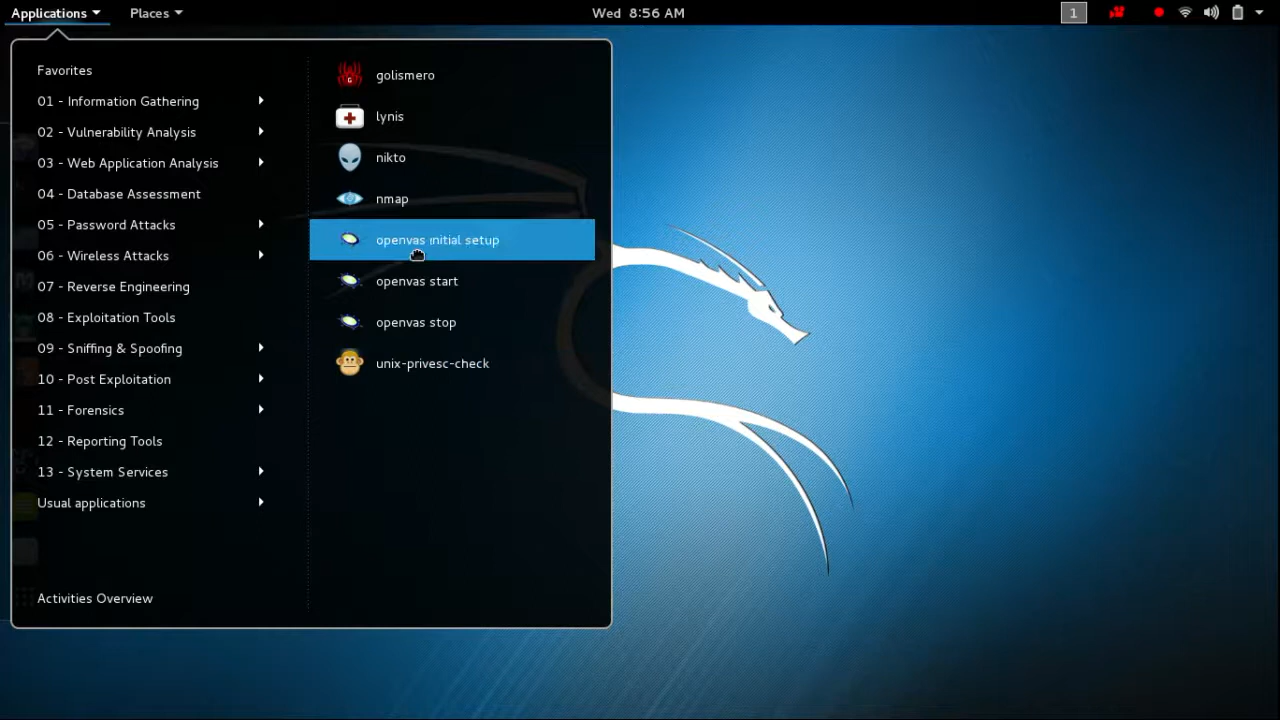 Applications Places Wed 8:56 AM 1
Favorites
01 - Information Gathering
02 - Vulnerability Analysis
03 - Web Application Analysis
04 - Database Assessment
05 - Password Attacks
06 - Wireless Attacks
07 - Reverse Engineering
08 - Exploitation Tools
09 - Sniffing & Spoofing
10 - Post Exploitation
11 - Forensics
12 - Reporting Tools
13 - System Services
Usual applications
Activities Overview
golismero
lynis
nikto
nmap
openvas initial setup
openvas start
openvas stop
unix-privesc-check